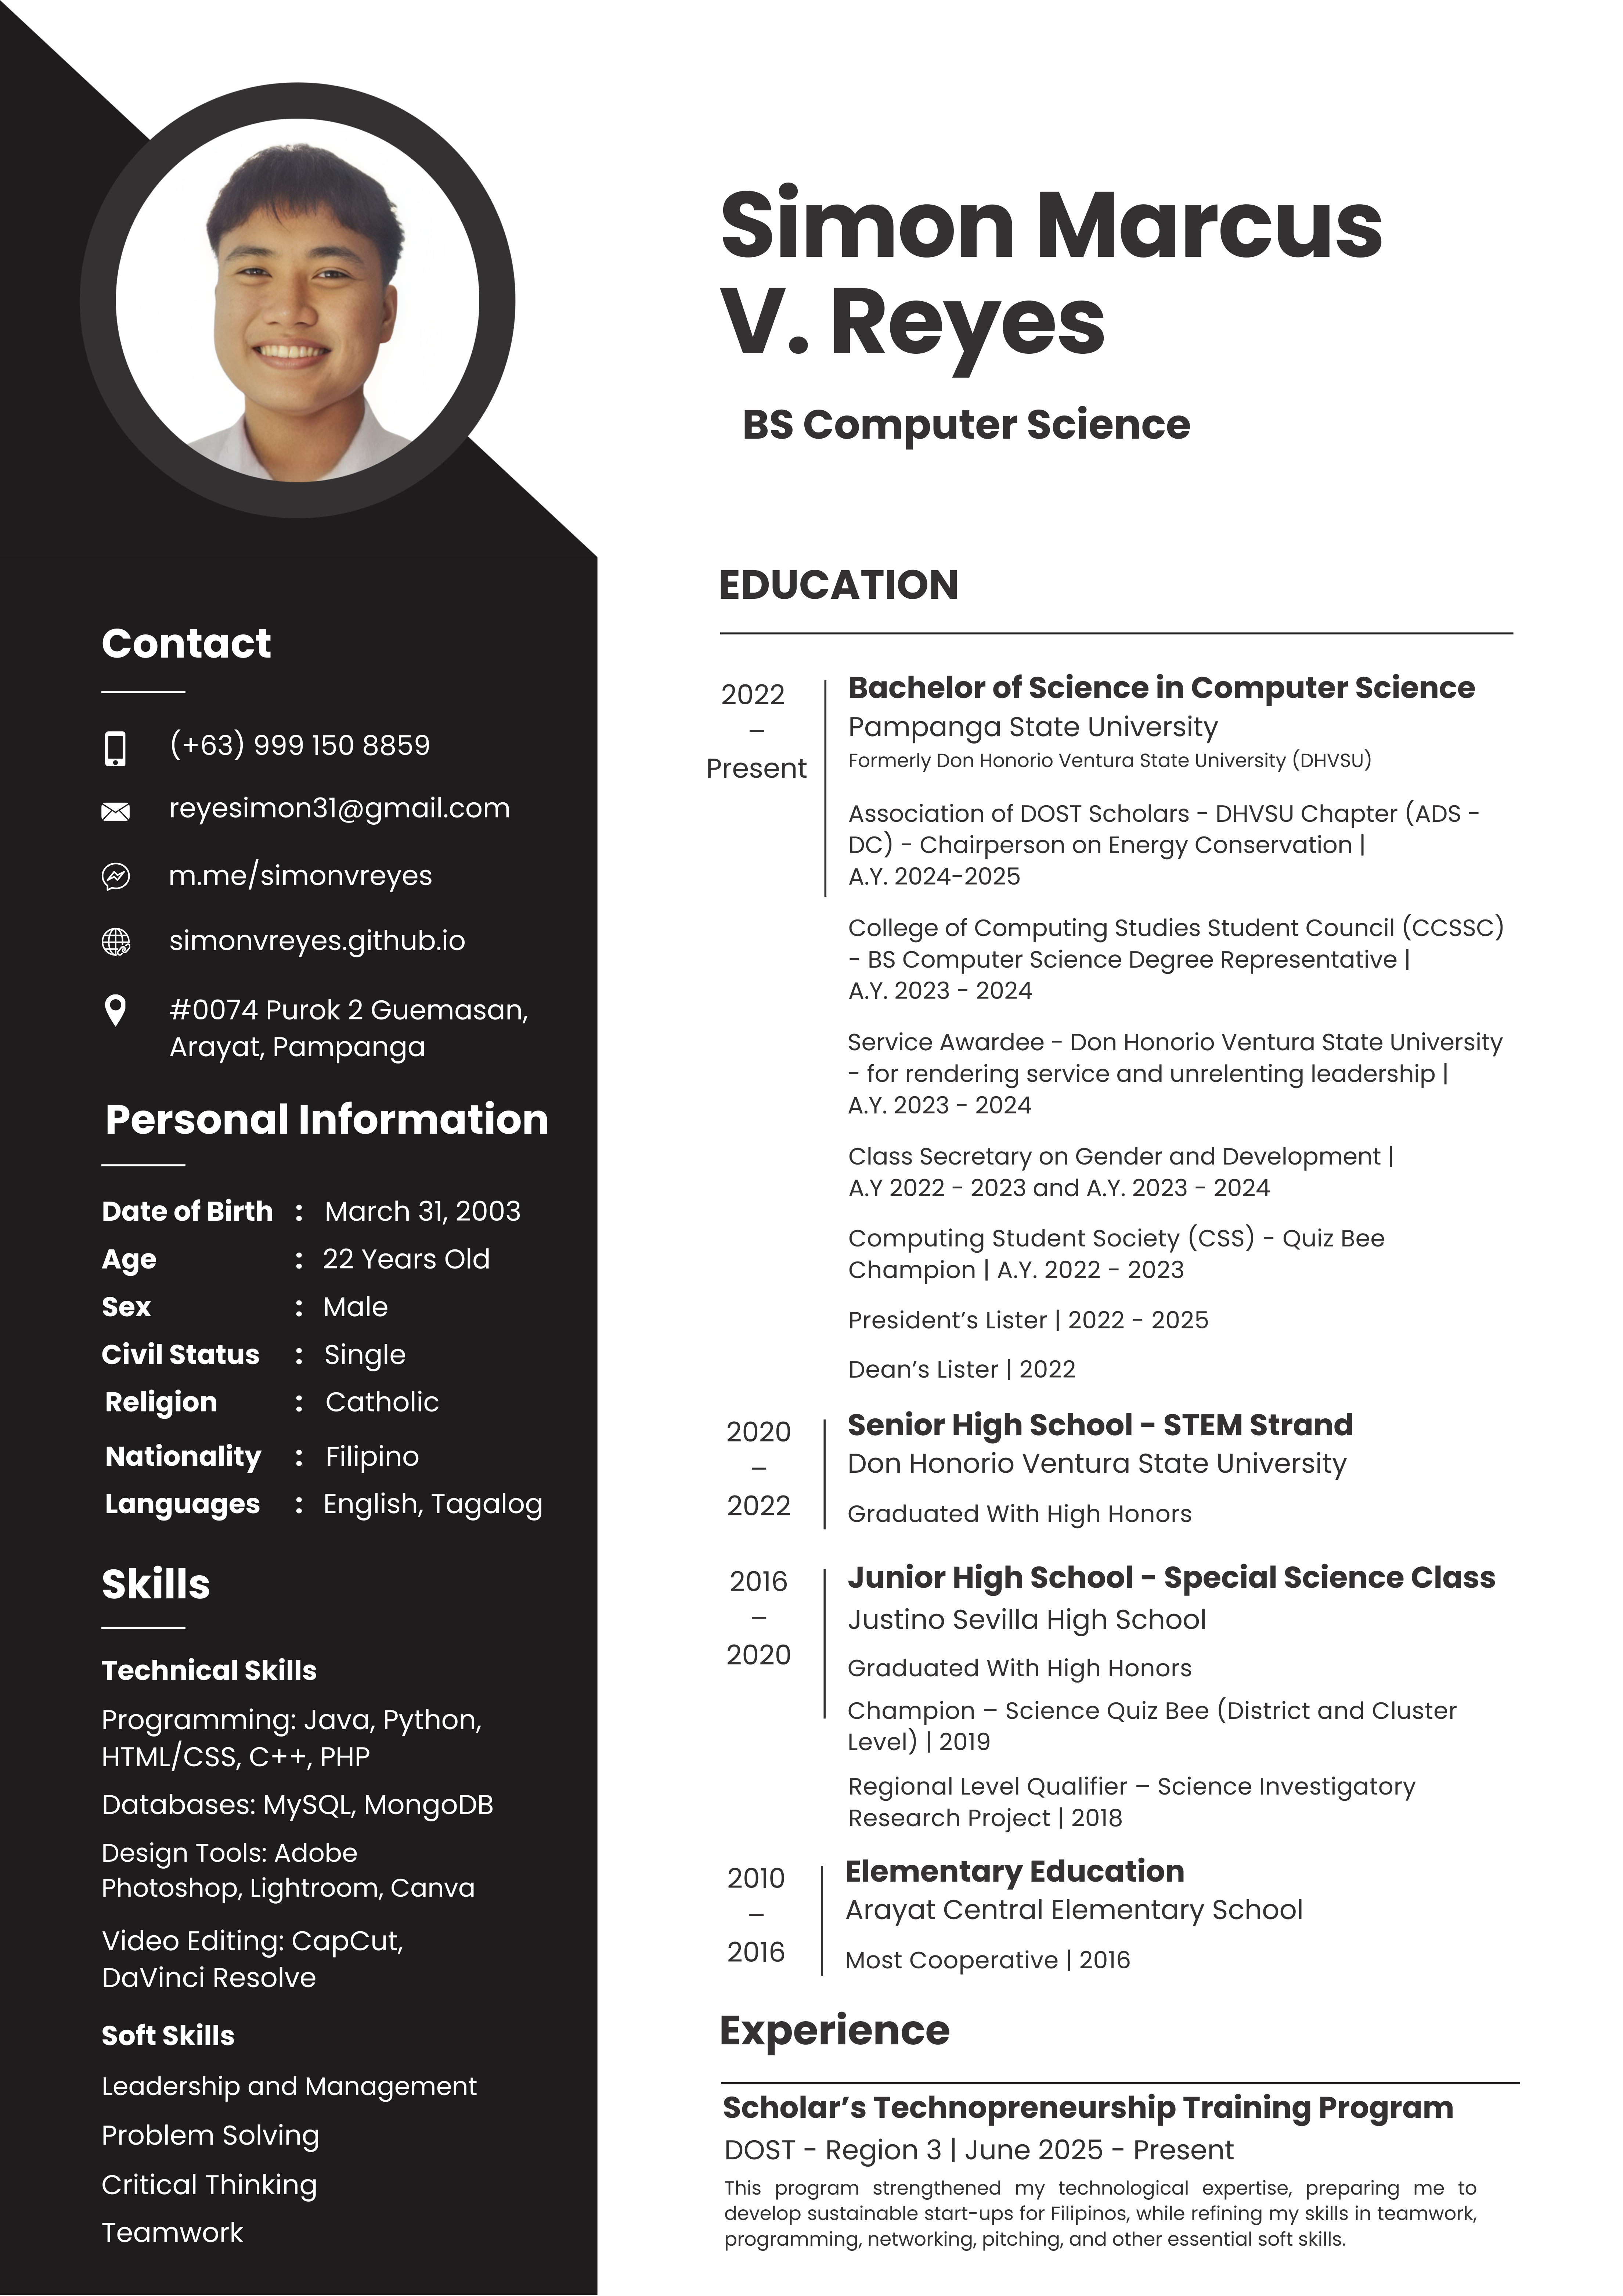 Simon Marcus
V. Reyes
BS Computer Science
Contact
(+63) 999 150 8859
reyesimon31@gmail.com
m.me/simonvreyes
simonvreyes.github.io
#0074 Purok 2 Guemasan,
Arayat, Pampanga
Personal Information
Date of Birth : March 31, 2003
Age : 22 Years Old
Sex : Male
Civil Status : Single
Religion : Catholic
Nationality : Filipino
Languages : English, Tagalog
Skills
Technical Skills
Programming: Java, Python,
HTML/CSS, C++, PHP
Databases: MySQL, MongoDB
Design Tools: Adobe
Photoshop, Lightroom, Canva
Video Editing: CapCut,
DaVinci Resolve
Soft Skills
Leadership and Management
Problem Solving
Critical Thinking
Teamwork
EDUCATION
2022
–
Present
Bachelor of Science in Computer Science
Pampanga State University
Formerly Don Honorio Ventura State University (DHVSU)
Association of DOST Scholars - DHVSU Chapter (ADS -
DC) - Chairperson on Energy Conservation |
A.Y. 2024-2025
College of Computing Studies Student Council (CCSSC)
- BS Computer Science Degree Representative |
A.Y. 2023 - 2024
Service Awardee - Don Honorio Ventura State University
- for rendering service and unrelenting leadership |
A.Y. 2023 - 2024
Class Secretary on Gender and Development |
A.Y 2022 - 2023 and A.Y. 2023 - 2024
Computing Student Society (CSS) - Quiz Bee
Champion | A.Y. 2022 - 2023
President’s Lister | 2022 - 2025
Dean’s Lister | 2022
2020
–
2022
Senior High School - STEM Strand
Don Honorio Ventura State University
Graduated With High Honors
2016
–
2020
Junior High School - Special Science Class
Justino Sevilla High School
Graduated With High Honors
Champion – Science Quiz Bee (District and Cluster
Level) | 2019
Regional Level Qualifier – Science Investigatory
Research Project | 2018
2010
–
2016
Elementary Education
Arayat Central Elementary School
Most Cooperative | 2016
Experience
Scholar’s Technopreneurship Training Program
DOST - Region 3 | June 2025 - Present
This program strengthened my technological expertise, preparing me to
develop sustainable start-ups for Filipinos, while refining my skills in teamwork,
programming, networking, pitching, and other essential soft skills.